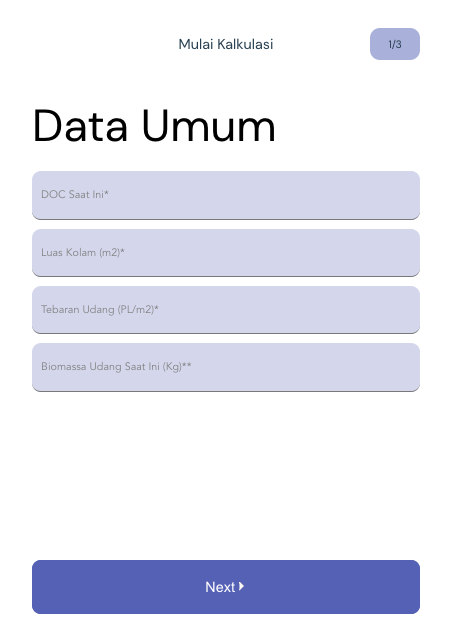 Mulai Kalkulasi
1/3
Data Umum
DOC Saat Ini*
Luas Kolam (m2)*
Tebaran Udang (PL/m2)*
Biomassa Udang Saat Ini (Kg)**
Next